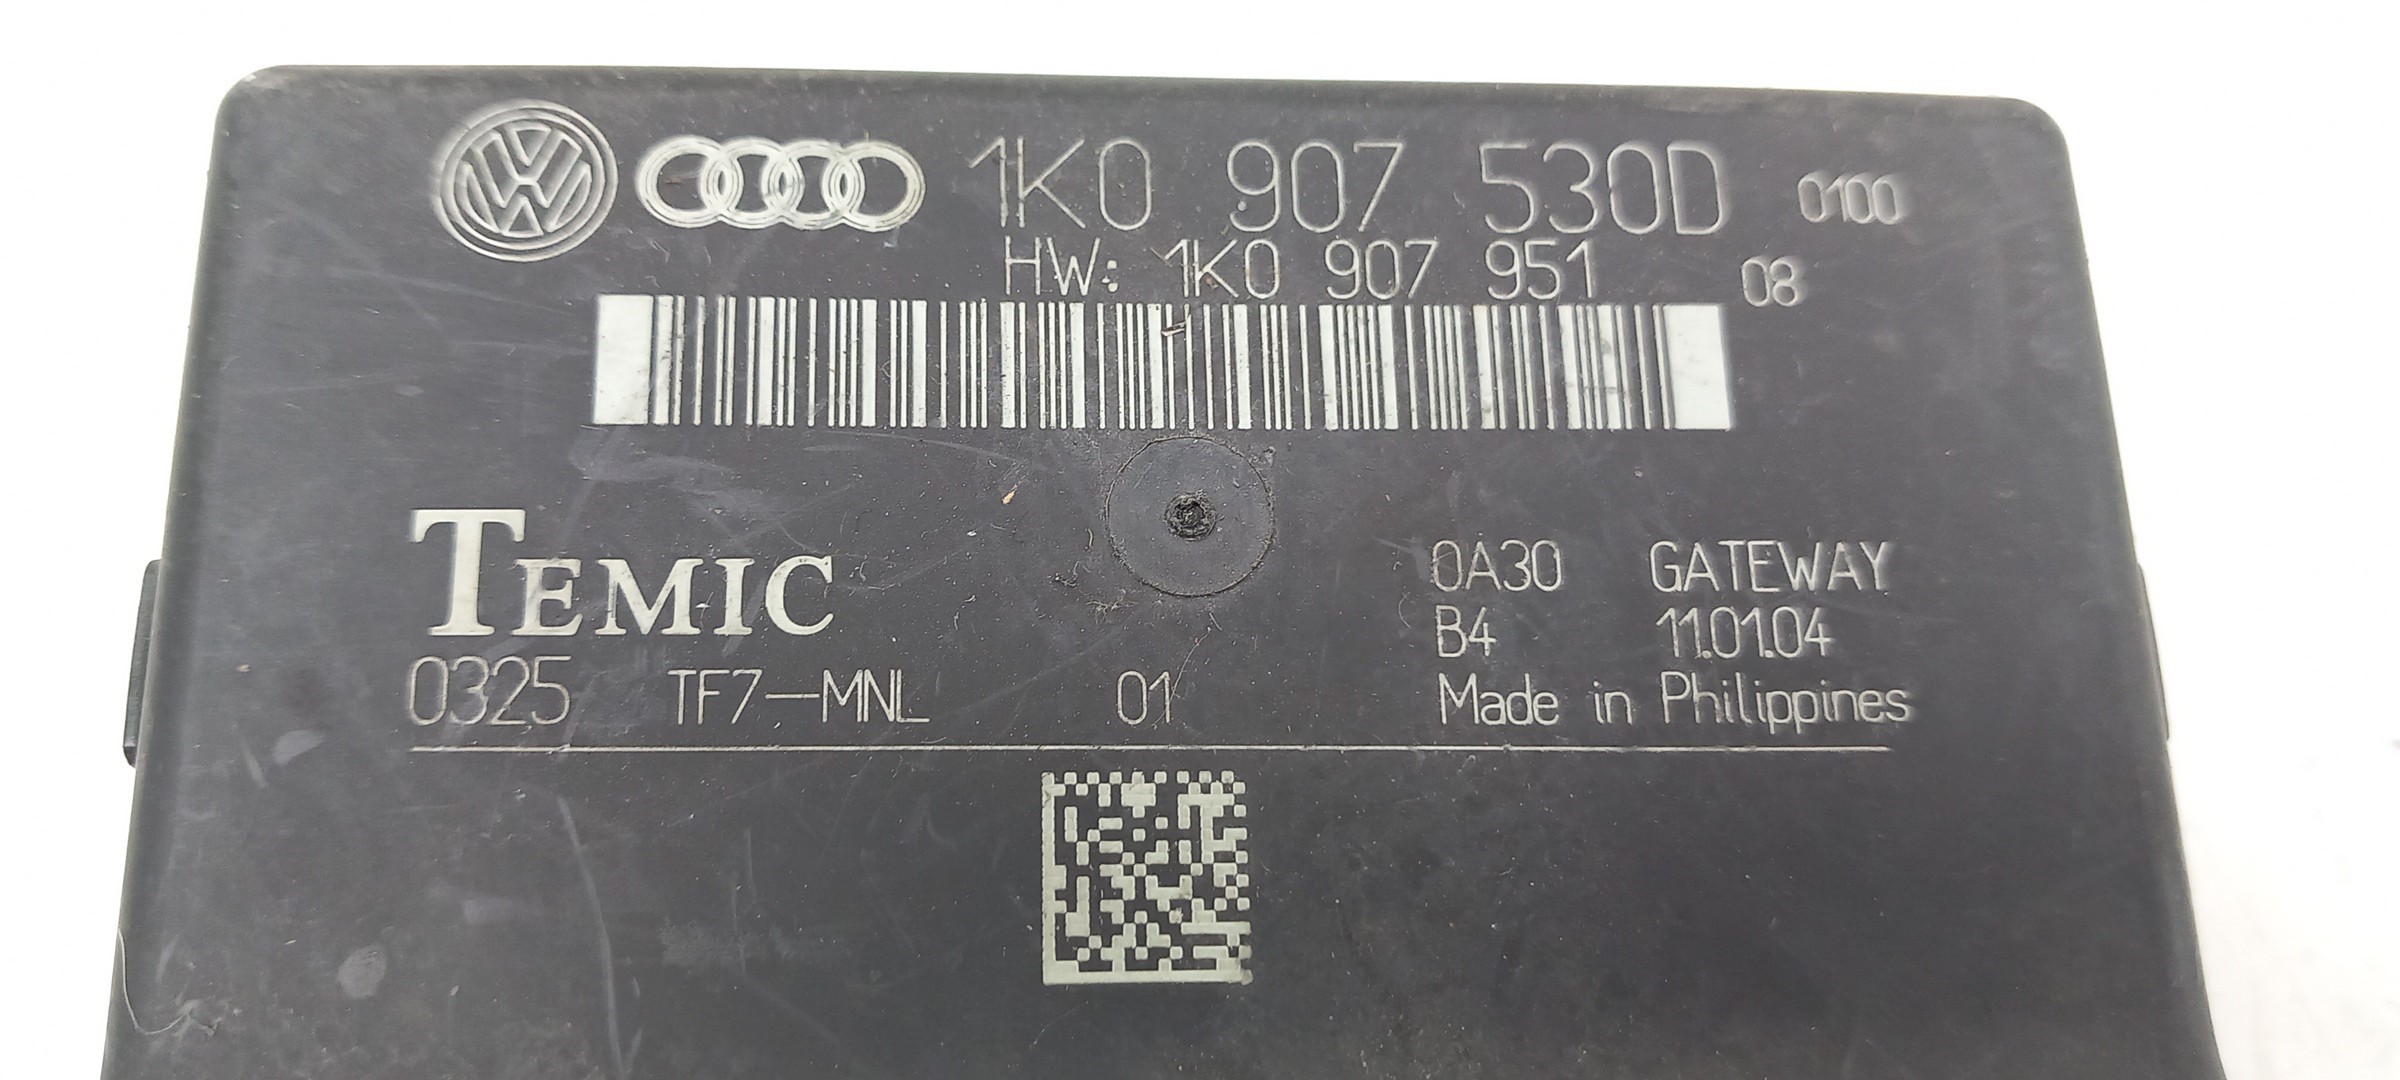 1K0 907 530D 0100
HW: 1K0 907 951 08
TEMIC
0A30 GATEWAY
B4 11.01.04
0325 TF7-MNL 01 Made in Philippines